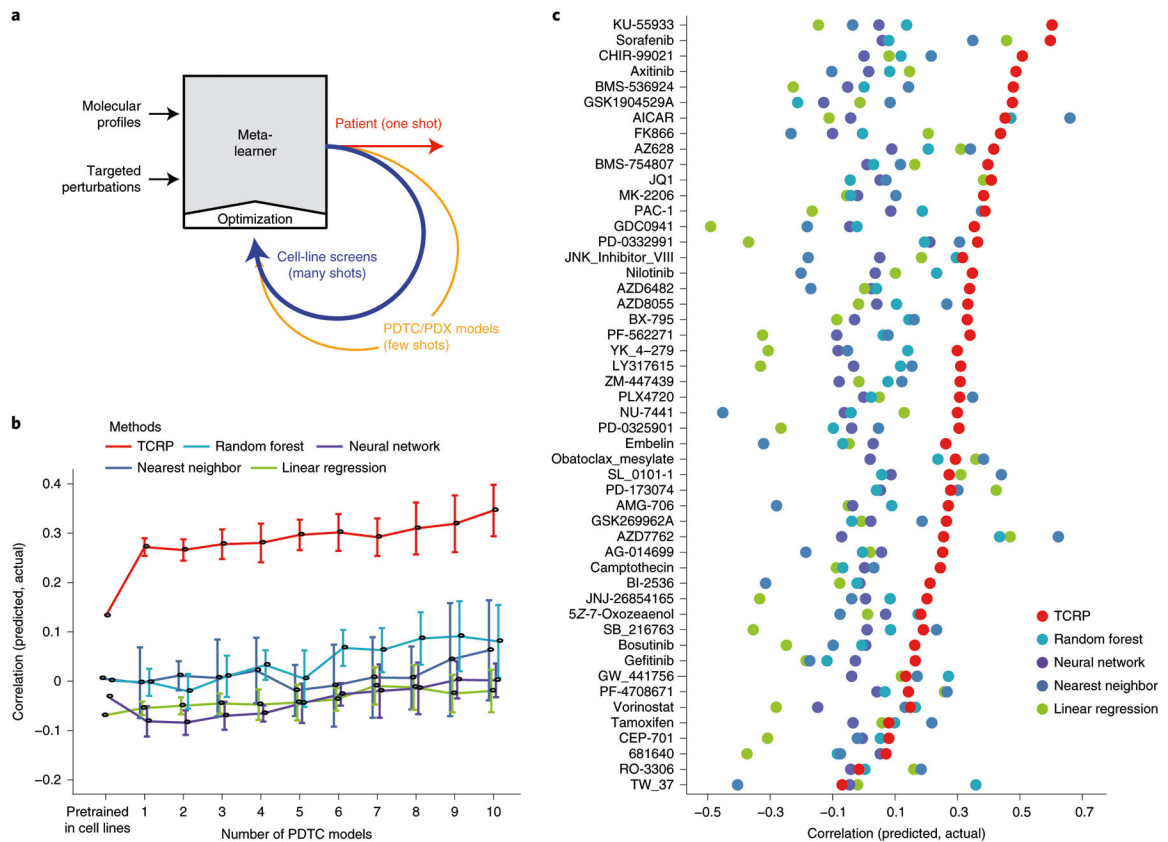 a
Molecular
profiles
Targeted
perturbations
Meta-
learner
Optimization
Patient (one shot)
Cell-line screens
(many shots)
PDTC/PDX models
(few shots)
b
Methods
TCRP
Random forest
Neural network
Nearest neighbor
Linear regression
Correlation (predicted, actual)
0.4
0.3
0.2
0.1
0
−0.1
−0.2
Pretrained
in cell lines
1 2 3 4 5 6 7 8 9 10
Number of PDTC models
c
KU-55933
Sorafenib
CHIR-99021
Axitinib
BMS-536924
GSK1904529A
AICAR
FK866
AZ628
BMS-754807
JQ1
MK-2206
PAC-1
GDC0941
PD-0332991
JNK_Inhibitor_VIII
Nilotinib
AZD6482
AZD8055
BX-795
PF-562271
YK_4–279
LY317615
ZM-447439
PLX4720
NU-7441
PD-0325901
Embelin
Obatoclax_mesylate
SL_0101-1
PD-173074
AMG-706
GSK269962A
AZD7762
AG-014699
Camptothecin
BI-2536
JNJ-26854165
5Z-7-Oxozeaenol
SB_216763
Bosutinib
Gefitinib
GW_441756
PF-4708671
Vorinostat
Tamoxifen
CEP-701
681640
RO-3306
TW_37
TCRP
Random forest
Neural network
Nearest neighbor
Linear regression
−0.5 −0.3 −0.1 0.1 0.3 0.5 0.7
Correlation (predicted, actual)